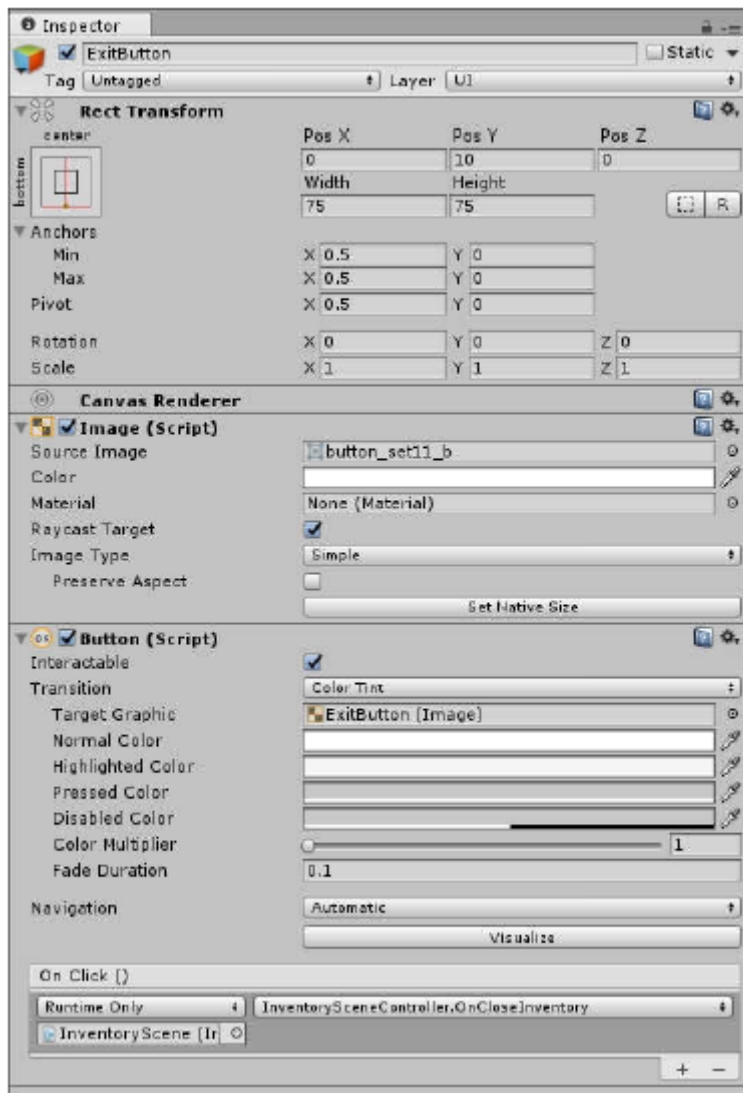 Inspector
ExitButton Static
Tag Untagged Layer UI
Rect Transform
center Pos X Pos Y Pos Z
0 10 0
bottom Width Height
75 75 R
Anchors
Min X 0.5 Y 0
Max X 0.5 Y 0
Pivot X 0.5 Y 0
Rotation X 0 Y 0 Z 0
Scale X 1 Y 1 Z 1
Canvas Renderer
Image (Script)
Source Image button_set11_b
Color
Material None (Material)
Raycast Target
Image Type Simple
Preserve Aspect
Set Native Size
Button (Script)
Interactable
Transition Color Tint
Target Graphic ExitButton (Image)
Normal Color
Highlighted Color
Pressed Color
Disabled Color
Color Multiplier 1
Fade Duration 0.1
Navigation Automatic
Visualize
On Click ()
Runtime Only InventorySceneController.OnCloseInventory
InventoryScene (Ir
+ −